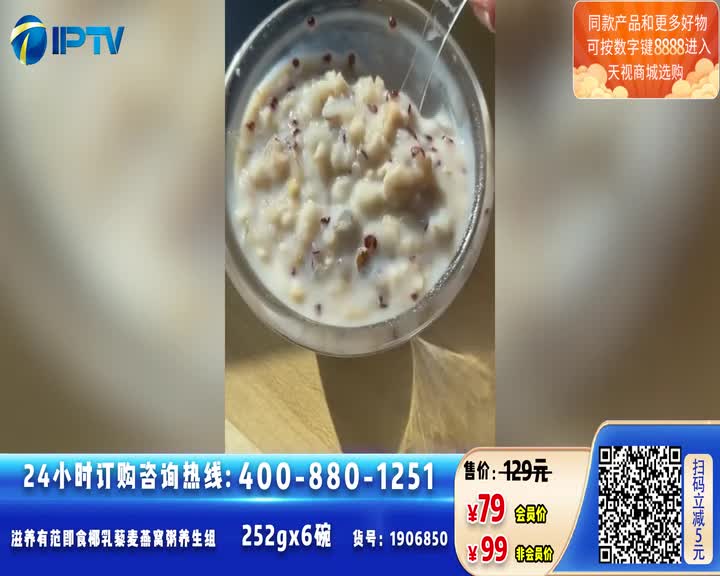 IPTV
同款产品和更多好物
可按数字键8888进入
天视商城选购
24小时订购咨询热线:400-880-1251
滋养有范即食椰乳藜麦燕窝粥养生组 252gx6碗 货号:1906850
售价:129元
¥79 会员价
¥99 非会员价
扫码立减5元